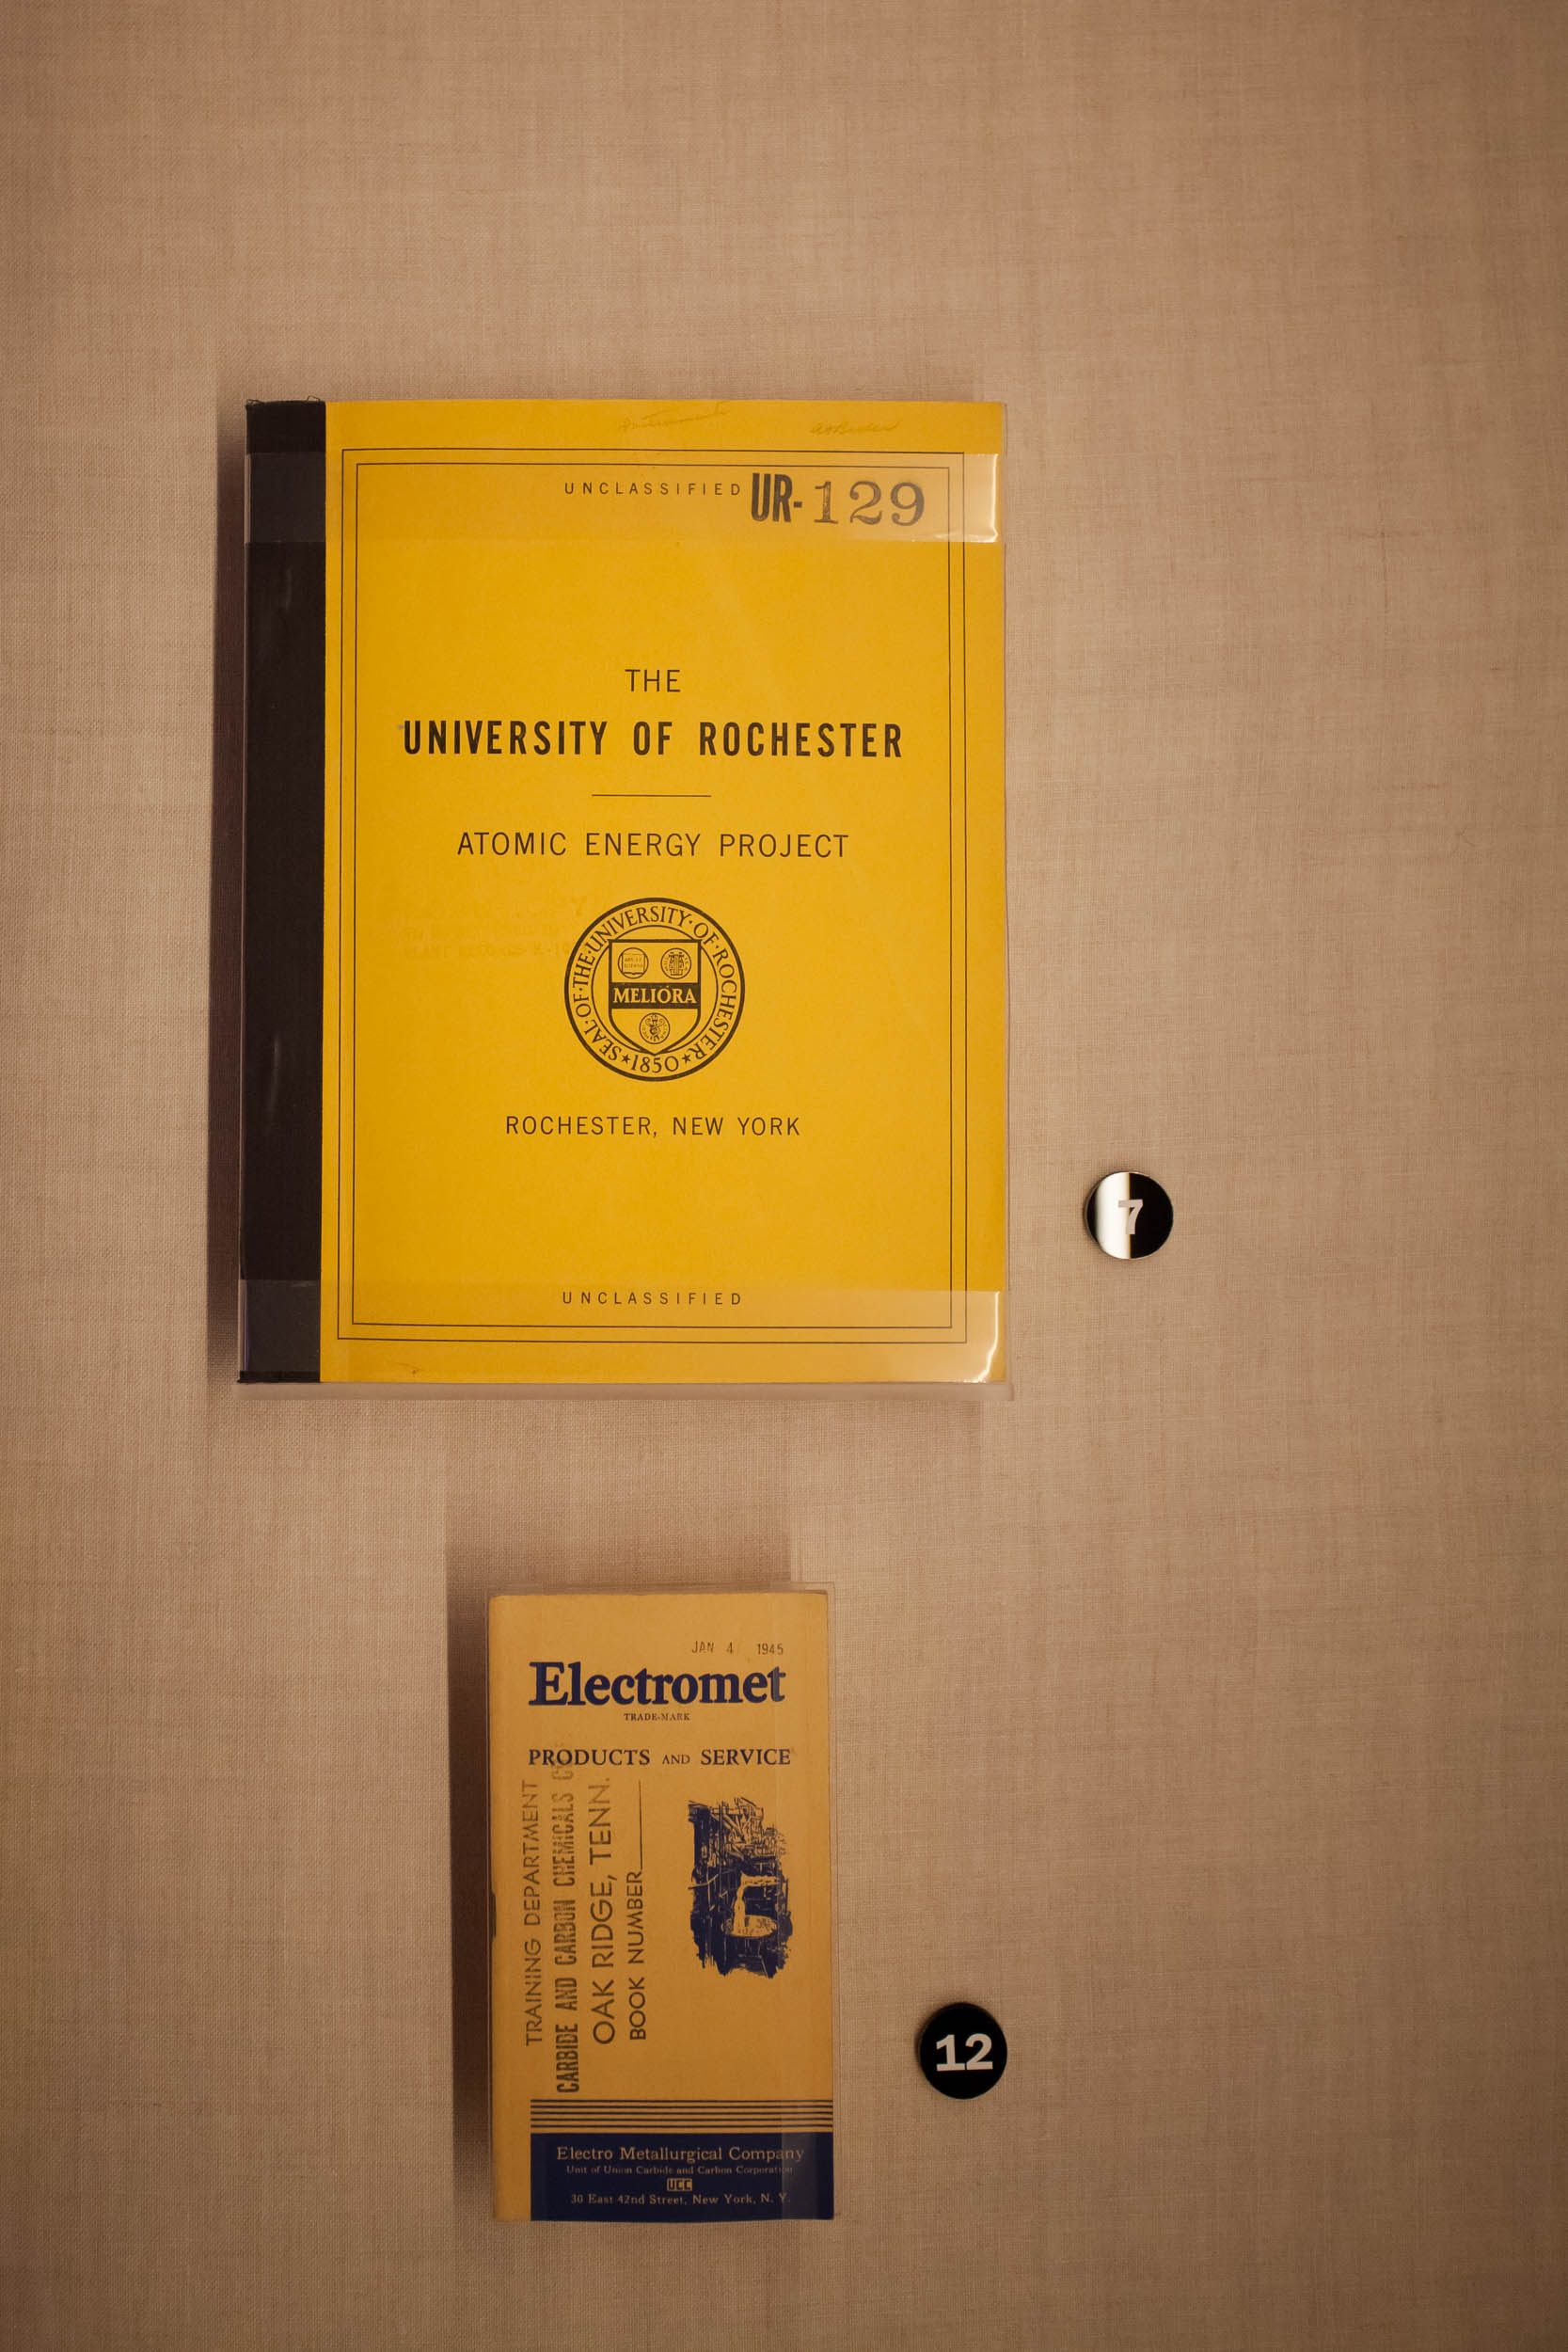 UNCLASSIFIED UR-129
THE
UNIVERSITY OF ROCHESTER
ATOMIC ENERGY PROJECT
SEAL·OF·THE·UNIVERSITY·OF·ROCHESTER
MELIORA
★1850★
ROCHESTER, NEW YORK
UNCLASSIFIED
7
JAN 4 1945
Electromet
TRADE-MARK
PRODUCTS AND SERVICE
TRAINING DEPARTMENT
CARBIDE AND CARBON CHEMICALS
OAK RIDGE, TENN.
BOOK NUMBER
12
Electro Metallurgical Company
Unit of Union Carbide and Carbon Corporation
UCC
30 East 42nd Street, New York, N. Y.